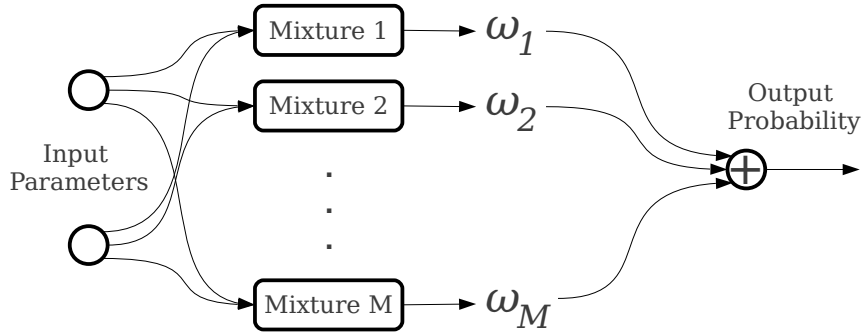 Mixture 1
ω1
Mixture 2
ω2
Output
Probability
Input
Parameters
+
.
.
.
Mixture M
ωM